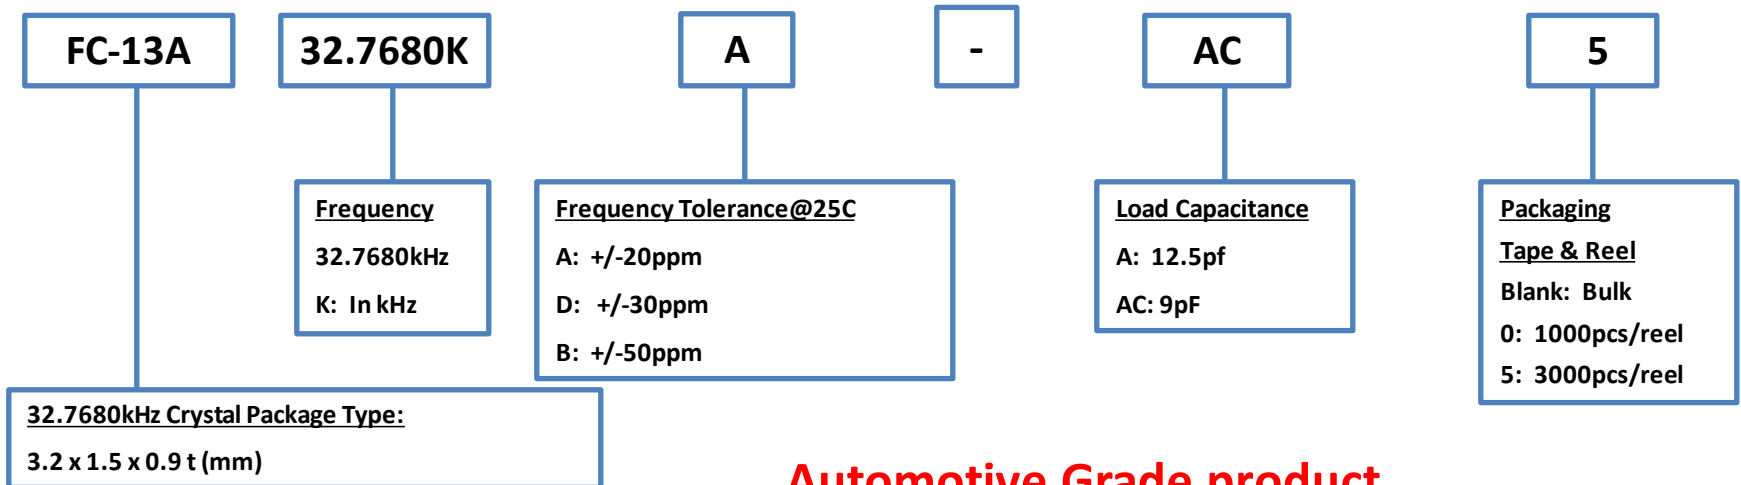 FC-13A 32.7680K A - AC 5
Frequency
32.7680kHz
K: In kHz
Frequency Tolerance@25C
A: +/-20ppm
D: +/-30ppm
B: +/-50ppm
Load Capacitance
A: 12.5pf
AC: 9pF
Packaging
Tape & Reel
Blank: Bulk
0: 1000pcs/reel
5: 3000pcs/reel
32.7680kHz Crystal Package Type:
3.2 x 1.5 x 0.9 t (mm)
Automotive Grade product